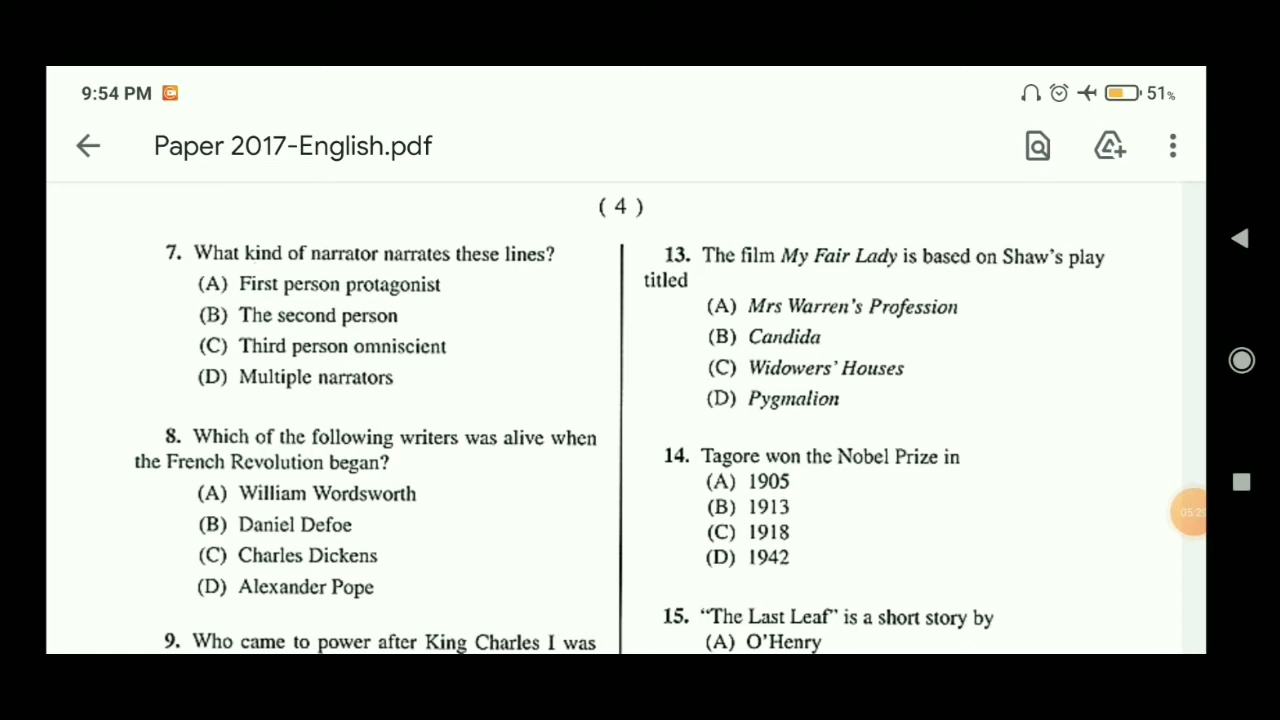 9:54 PM
51%
Paper 2017-English.pdf
( 4 )
7. What kind of narrator narrates these lines?
(A) First person protagonist
(B) The second person
(C) Third person omniscient
(D) Multiple narrators
8. Which of the following writers was alive when
the French Revolution began?
(A) William Wordsworth
(B) Daniel Defoe
(C) Charles Dickens
(D) Alexander Pope
9. Who came to power after King Charles I was
13. The film My Fair Lady is based on Shaw's play
titled
(A) Mrs Warren's Profession
(B) Candida
(C) Widowers' Houses
(D) Pygmalion
14. Tagore won the Nobel Prize in
(A) 1905
(B) 1913
(C) 1918
(D) 1942
15. "The Last Leaf" is a short story by
(A) O'Henry